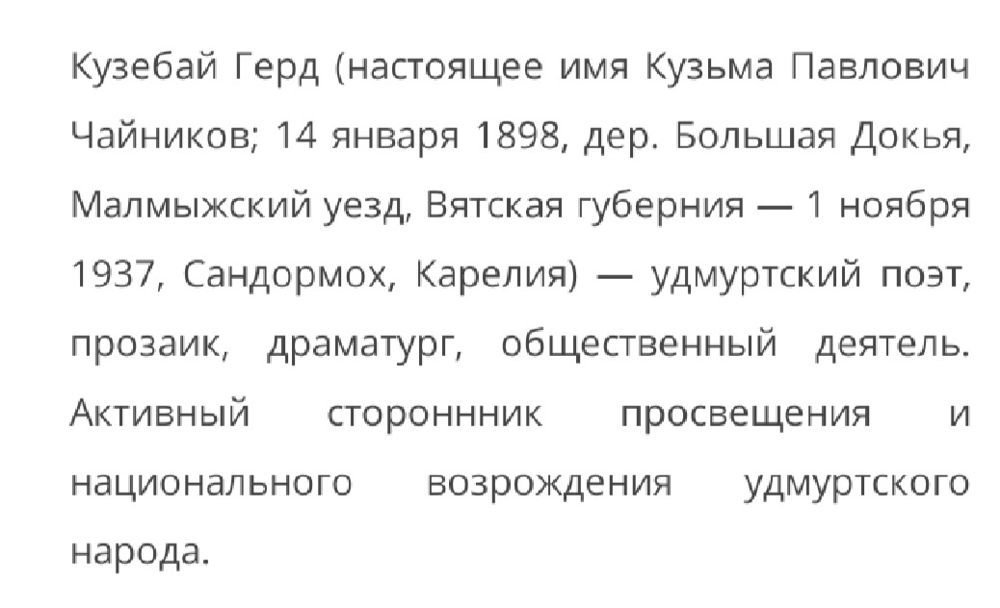 Кузебай Герд (настоящее имя Кузьма Павлович
Чайников; 14 января 1898, дер. Большая Докья,
Малмыжский уезд, Вятская губерния — 1 ноября
1937, Сандормох, Карелия) — удмуртский поэт,
прозаик, драматург, общественный деятель.
Активный стороннник просвещения и
национального возрождения удмуртского
народа.